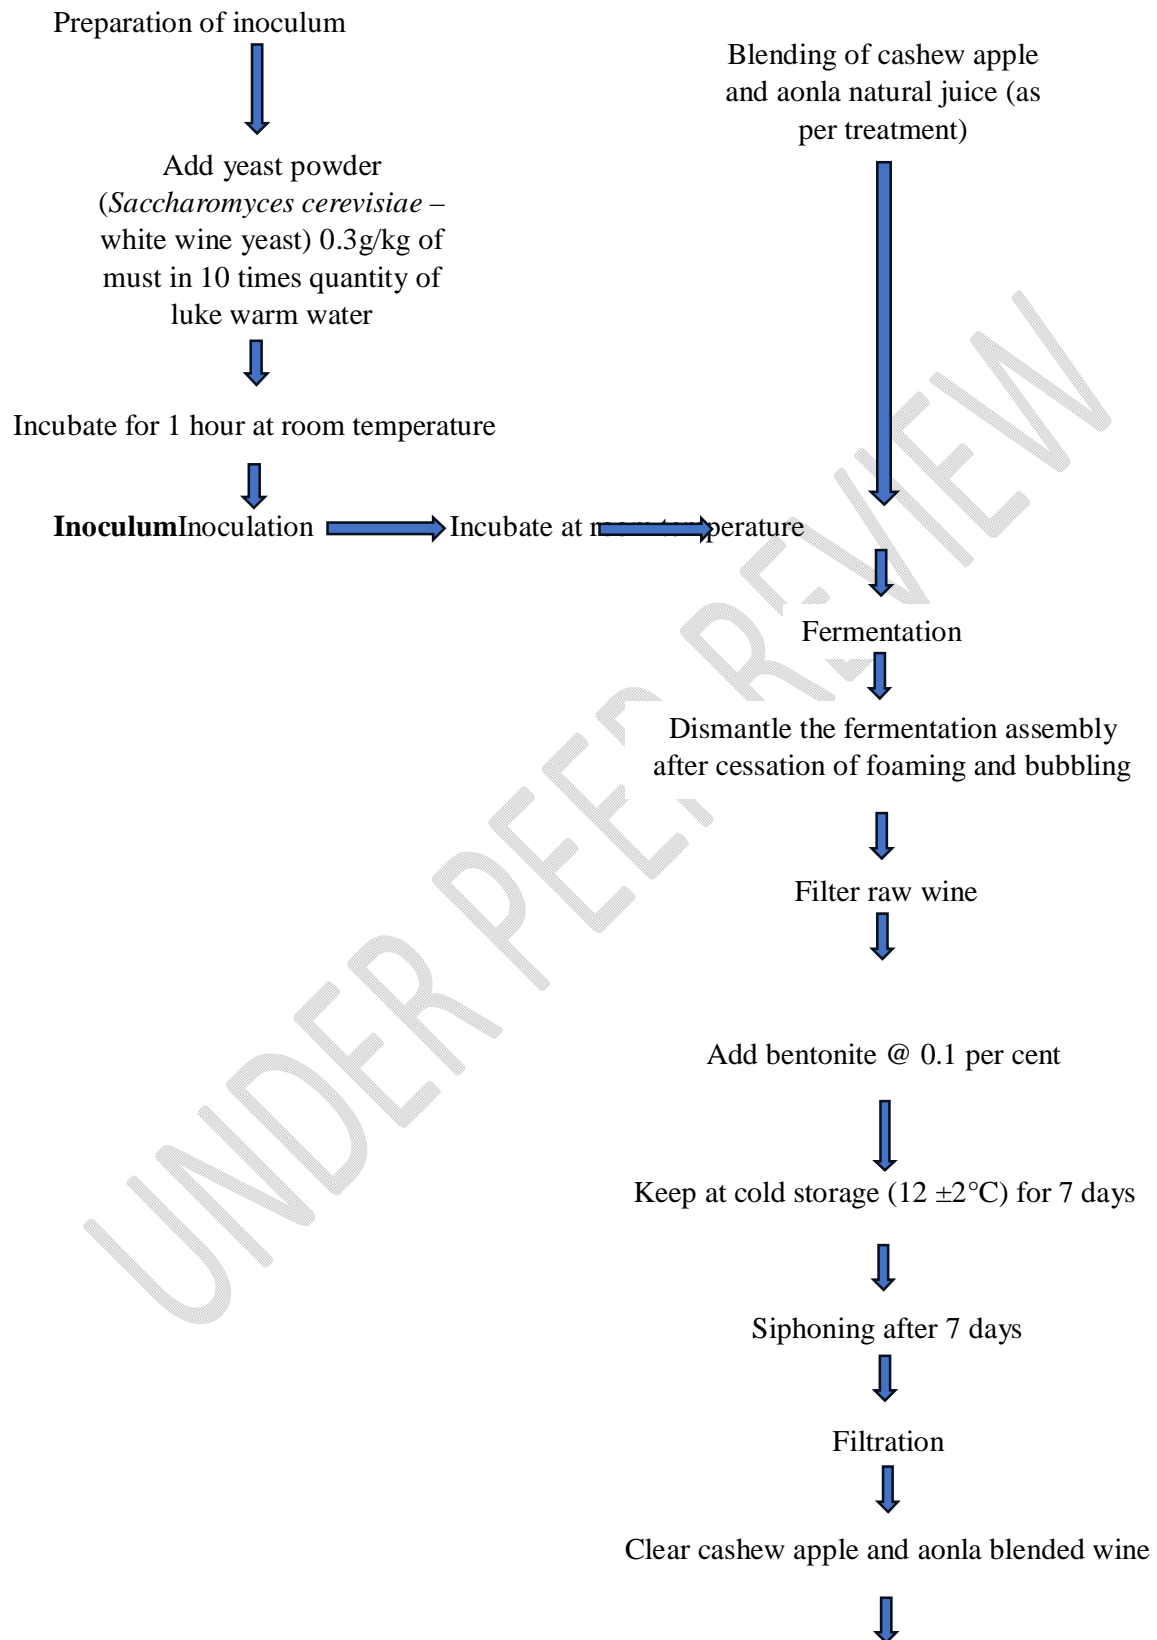 Preparation of inoculum
Add yeast powder
(Saccharomyces cerevisiae –
white wine yeast) 0.3g/kg of
must in 10 times quantity of
luke warm water
Incubate for 1 hour at room temperature
Blending of cashew apple
and aonla natural juice (as
per treatment)
InoculumInoculation Incubate at room temperature
Fermentation
Dismantle the fermentation assembly
after cessation of foaming and bubbling
Filter raw wine
Add bentonite @ 0.1 per cent
Keep at cold storage (12 ±2°C) for 7 days
Siphoning after 7 days
Filtration
Clear cashew apple and aonla blended wine
UNDER PEER REVIEW